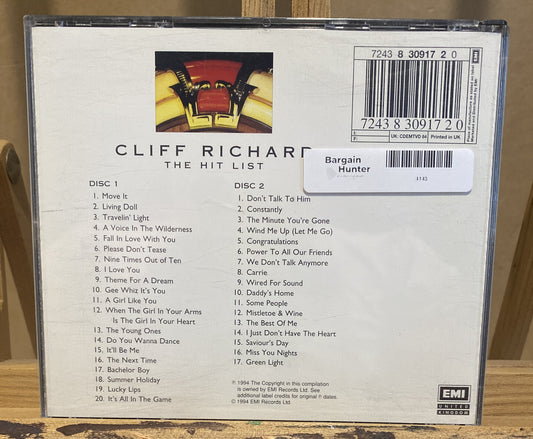 7243 8 30917 2 0
7243 8 30917 2 0
EMI
UK: CDEMTVD 84
Printed in UK
CLIFF RICHARD
THE HIT LIST
Bargain
Hunter
4145
DISC 1
1. Move It
2. Living Doll
3. Travelin' Light
4. A Voice In The Wilderness
5. Fall In Love With You
6. Please Don't Tease
7. Nine Times Out of Ten
8. I Love You
9. Theme For A Dream
10. Gee Whiz It's You
11. A Girl Like You
12. When The Girl In Your Arms
Is The Girl In Your Heart
13. The Young Ones
14. Do You Wanna Dance
15. It'll Be Me
16. The Next Time
17. Bachelor Boy
18. Summer Holiday
19. Lucky Lips
20. It's All In The Game
DISC 2
1. Don't Talk To Him
2. Constantly
3. The Minute You're Gone
4. Wind Me Up (Let Me Go)
5. Congratulations
6. Power To All Our Friends
7. We Don't Talk Anymore
8. Carrie
9. Wired For Sound
10. Daddy's Home
11. Some People
12. Mistletoe & Wine
13. The Best Of Me
14. I Just Don't Have The Heart
15. Saviour's Day
16. Miss You Nights
17. Green Light
℗ 1994 The Copyright in this compilation
is owned by EMI Records Ltd. See
additional label credits for original ℗ dates.
© 1994 EMI Records Ltd.
EMI
UNITED
KINGDOM